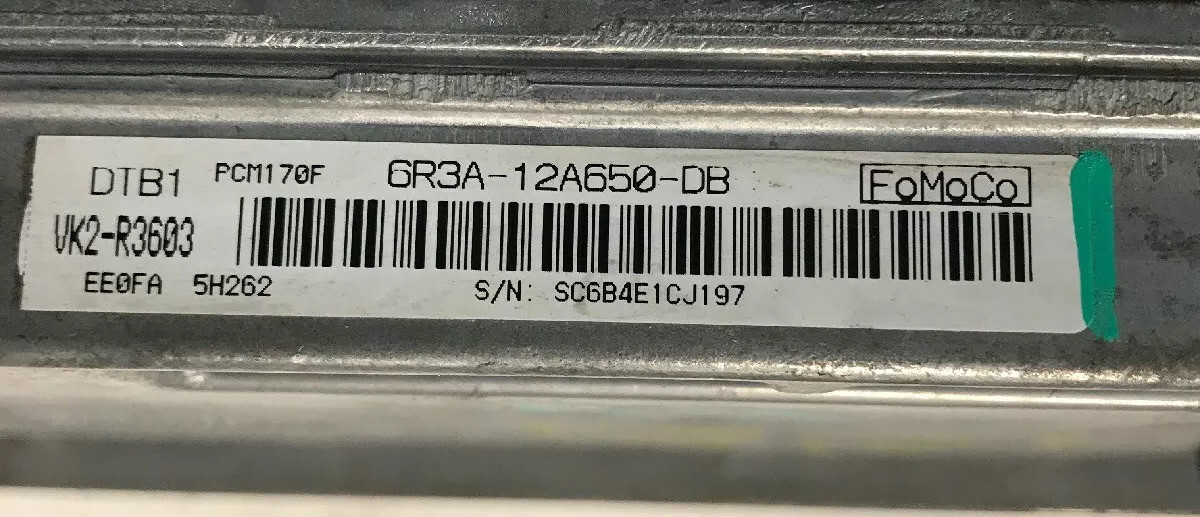 DTB1 PCM170F 6R3A-12A650-DB FoMoCo
VK2-R3603
EE0FA 5H262 S/N: SC6B4E1CJ197